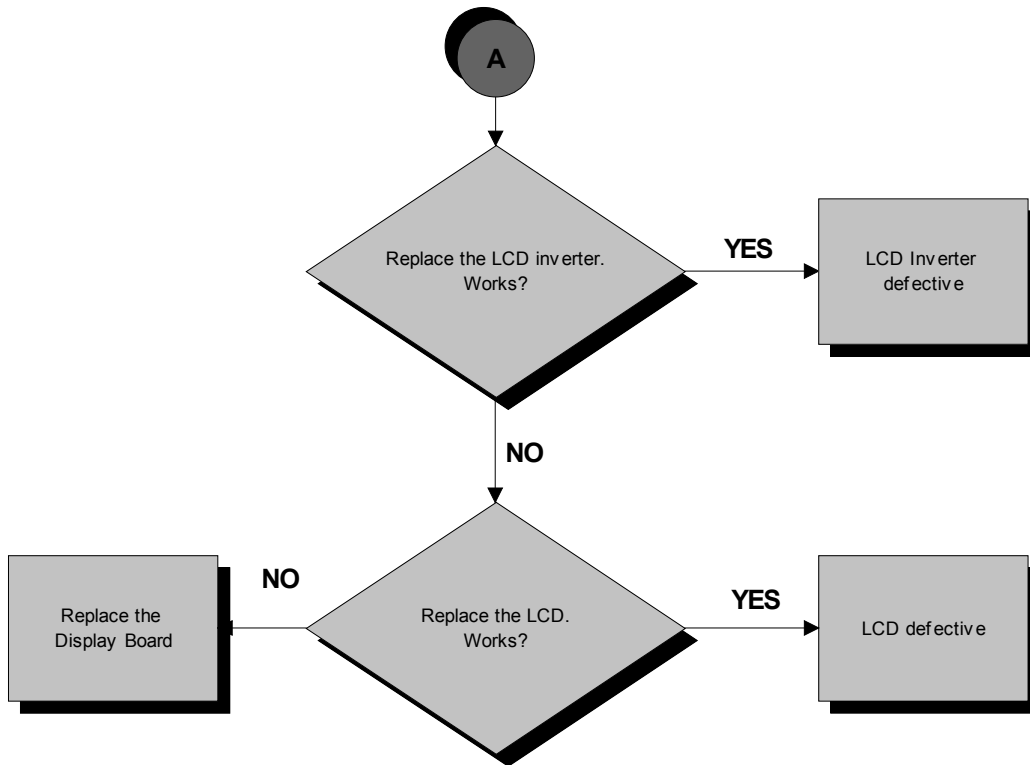 A
Replace the LCD inverter.
Works?
YES
LCD Inverter
defective
NO
Replace the
Display Board
NO
Replace the LCD.
Works?
YES
LCD defective